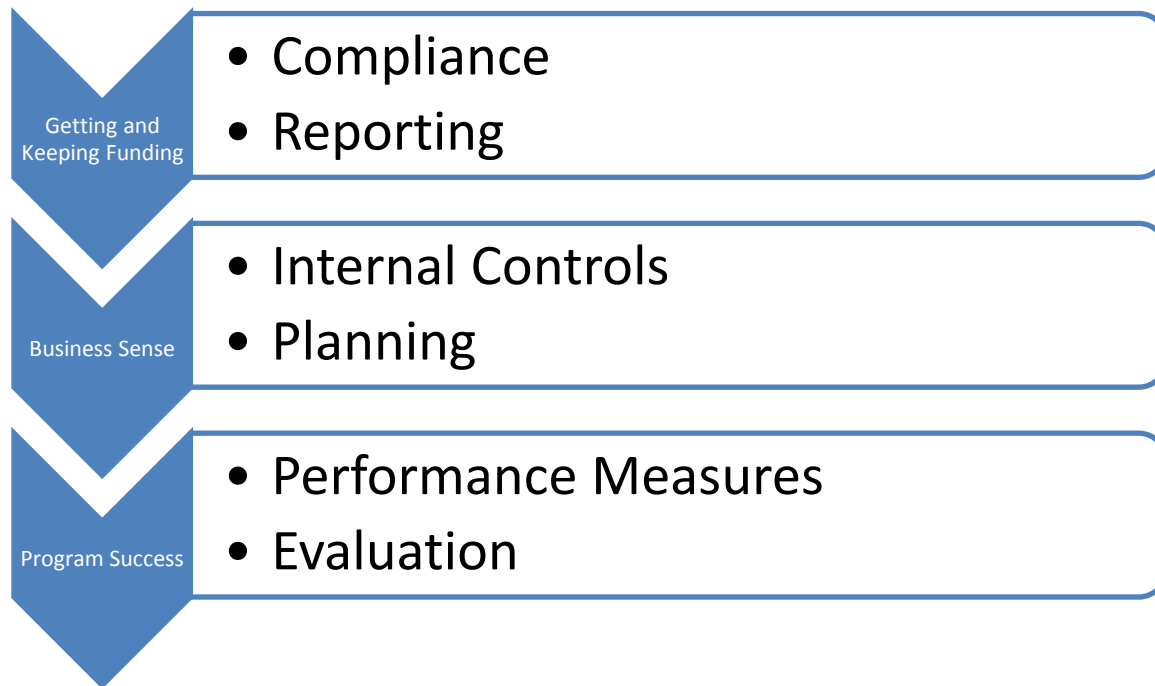 Getting and
Keeping Funding
• Compliance
• Reporting
Business Sense
• Internal Controls
• Planning
Program Success
• Performance Measures
• Evaluation